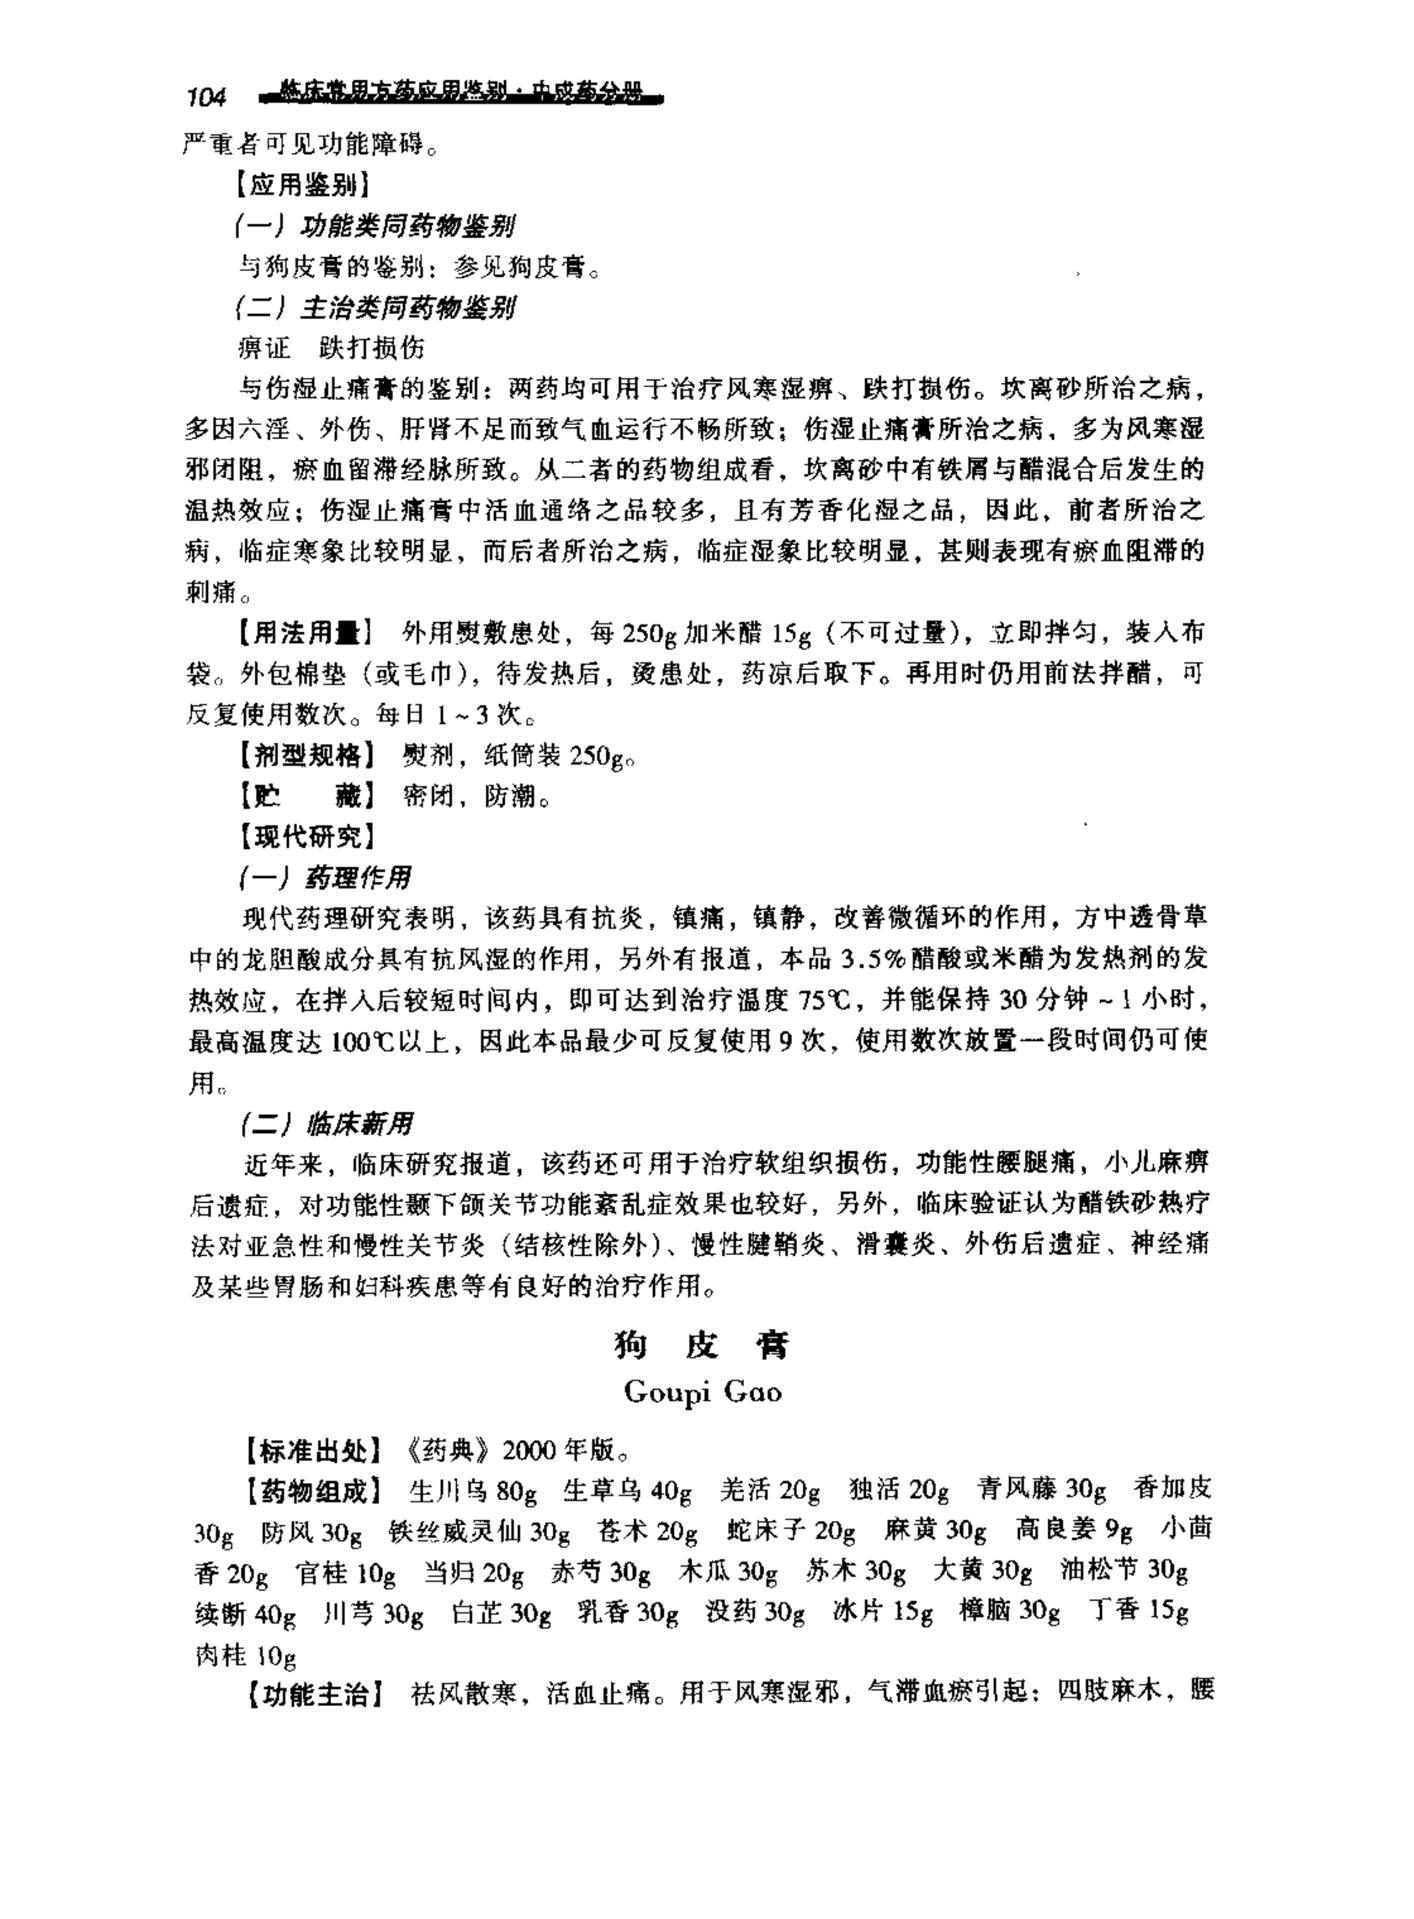 104 临床常用方药应用鉴别·中成药分册
严重者可见功能障碍。
【应用鉴别】
（一）功能类同药物鉴别
与狗皮膏的鉴别：参见狗皮膏。
（二）主治类同药物鉴别
痹证　跌打损伤
与伤湿止痛膏的鉴别：两药均可用于治疗风寒湿痹、跌打损伤。坎离砂所治之病，
多因六淫、外伤、肝肾不足而致气血运行不畅所致；伤湿止痛膏所治之病，多为风寒湿
邪闭阻，瘀血留滞经脉所致。从二者的药物组成看，坎离砂中有铁屑与醋混合后发生的
温热效应；伤湿止痛膏中活血通络之品较多，且有芳香化湿之品，因此，前者所治之
病，临症寒象比较明显，而后者所治之病，临症湿象比较明显，甚则表现有瘀血阻滞的
刺痛。
【用法用量】　外用熨敷患处，每 250g 加米醋 15g（不可过量），立即拌匀，装入布
袋。外包棉垫（或毛巾），待发热后，烫患处，药凉后取下。再用时仍用前法拌醋，可
反复使用数次。每日 1～3 次。
【剂型规格】　熨剂，纸筒装 250g。
【贮　　藏】　密闭，防潮。
【现代研究】
（一）药理作用
现代药理研究表明，该药具有抗炎，镇痛，镇静，改善微循环的作用，方中透骨草
中的龙胆酸成分具有抗风湿的作用，另外有报道，本品 3.5%醋酸或米醋为发热剂的发
热效应，在拌入后较短时间内，即可达到治疗温度 75℃，并能保持 30 分钟～1 小时，
最高温度达 100℃以上，因此本品最少可反复使用 9 次，使用数次放置一段时间仍可使
用。
（二）临床新用
近年来，临床研究报道，该药还可用于治疗软组织损伤，功能性腰腿痛，小儿麻痹
后遗症，对功能性颞下颌关节功能紊乱症效果也较好，另外，临床验证认为醋铁砂热疗
法对亚急性和慢性关节炎（结核性除外）、慢性腱鞘炎、滑囊炎、外伤后遗症、神经痛
及某些胃肠和妇科疾患等有良好的治疗作用。
狗　皮　膏
Goupi Gao
【标准出处】《药典》2000 年版。
【药物组成】　生川乌 80g　生草乌 40g　羌活 20g　独活 20g　青风藤 30g　香加皮
30g　防风 30g　铁丝威灵仙 30g　苍术 20g　蛇床子 20g　麻黄 30g　高良姜 9g　小茴
香 20g　官桂 10g　当归 20g　赤芍 30g　木瓜 30g　苏木 30g　大黄 30g　油松节 30g
续断 40g　川芎 30g　白芷 30g　乳香 30g　没药 30g　冰片 15g　樟脑 30g　丁香 15g
肉桂 10g
【功能主治】　祛风散寒，活血止痛。用于风寒湿邪，气滞血瘀引起：四肢麻木，腰